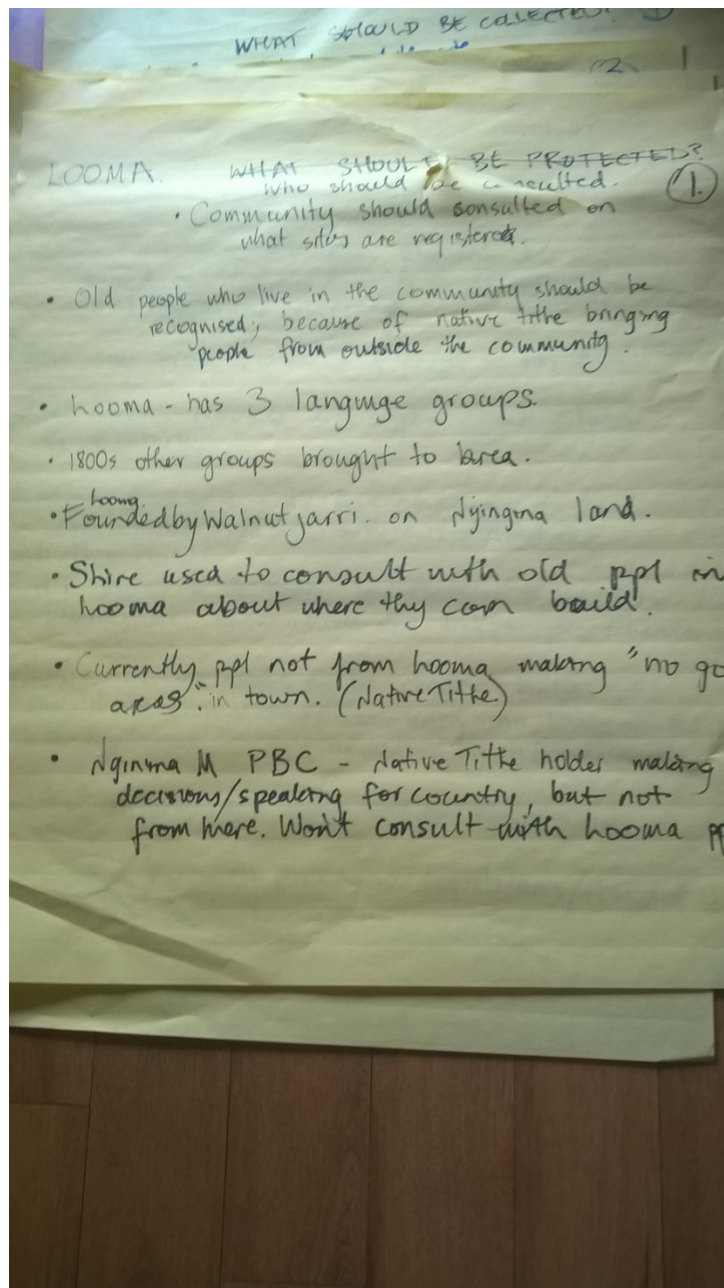 WHAT SHOULD BE COLLECTED?
(2)
LOOMA. WHAT SHOULD BE PROTECTED?
who should be consulted. 1.
• Community should consulted on
what sites are registered.
• Old people who live in the community should be
recognised, because of native title bringing
people from outside the community.
• Looma - has 3 languge groups.
• 1800s other groups brought to area.
Looma
• Founded by Walnutjarri. on Nyingina land.
• Shire used to consult with old ppl in
Looma about where thy can build.
• Currently ppl not from Looma making "no go
areas". in town. (Native Title)
• Nginma M PBC - Native Title holder making
decisions/speaking for country, but not
from here. Won't consult with Looma